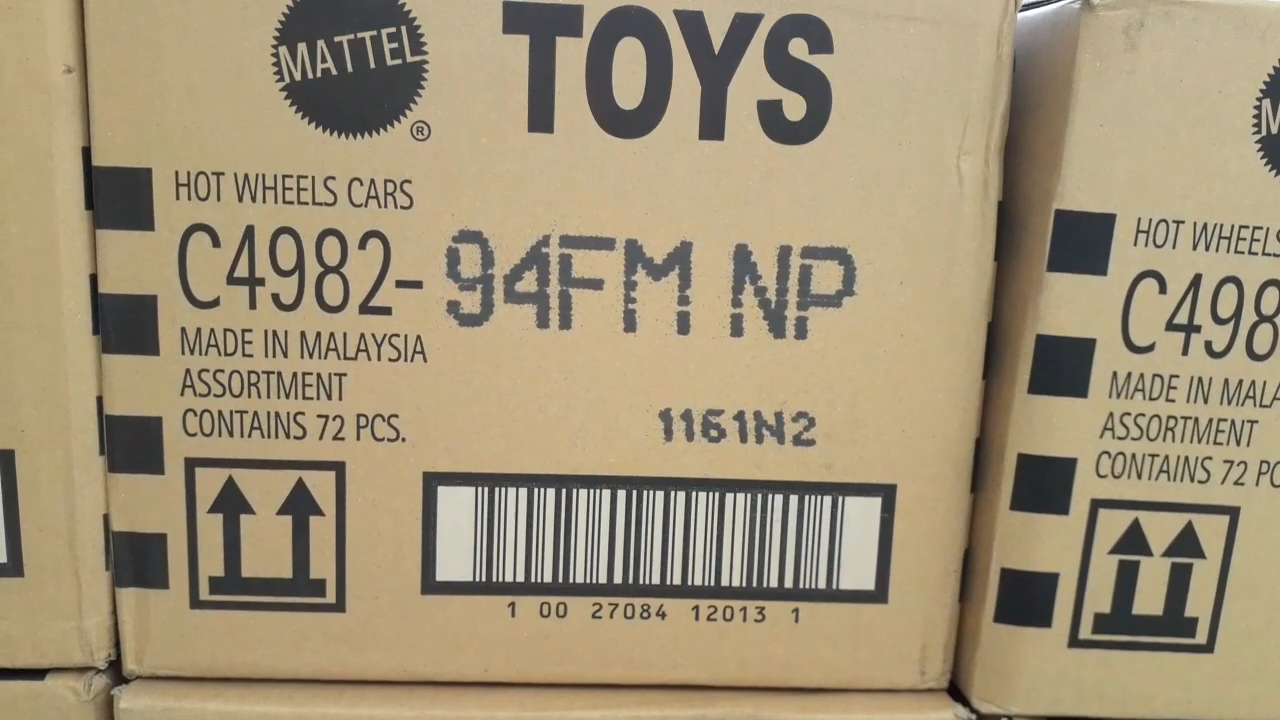 MATTEL
®
TOYS
HOT WHEELS CARS
C4982-94FM NP
MADE IN MALAYSIA
ASSORTMENT
CONTAINS 72 PCS.
1161N2
1 00 27084 12013 1
M
HOT WHEELS
C498
MADE IN MALA
ASSORTMENT
CONTAINS 72 PC